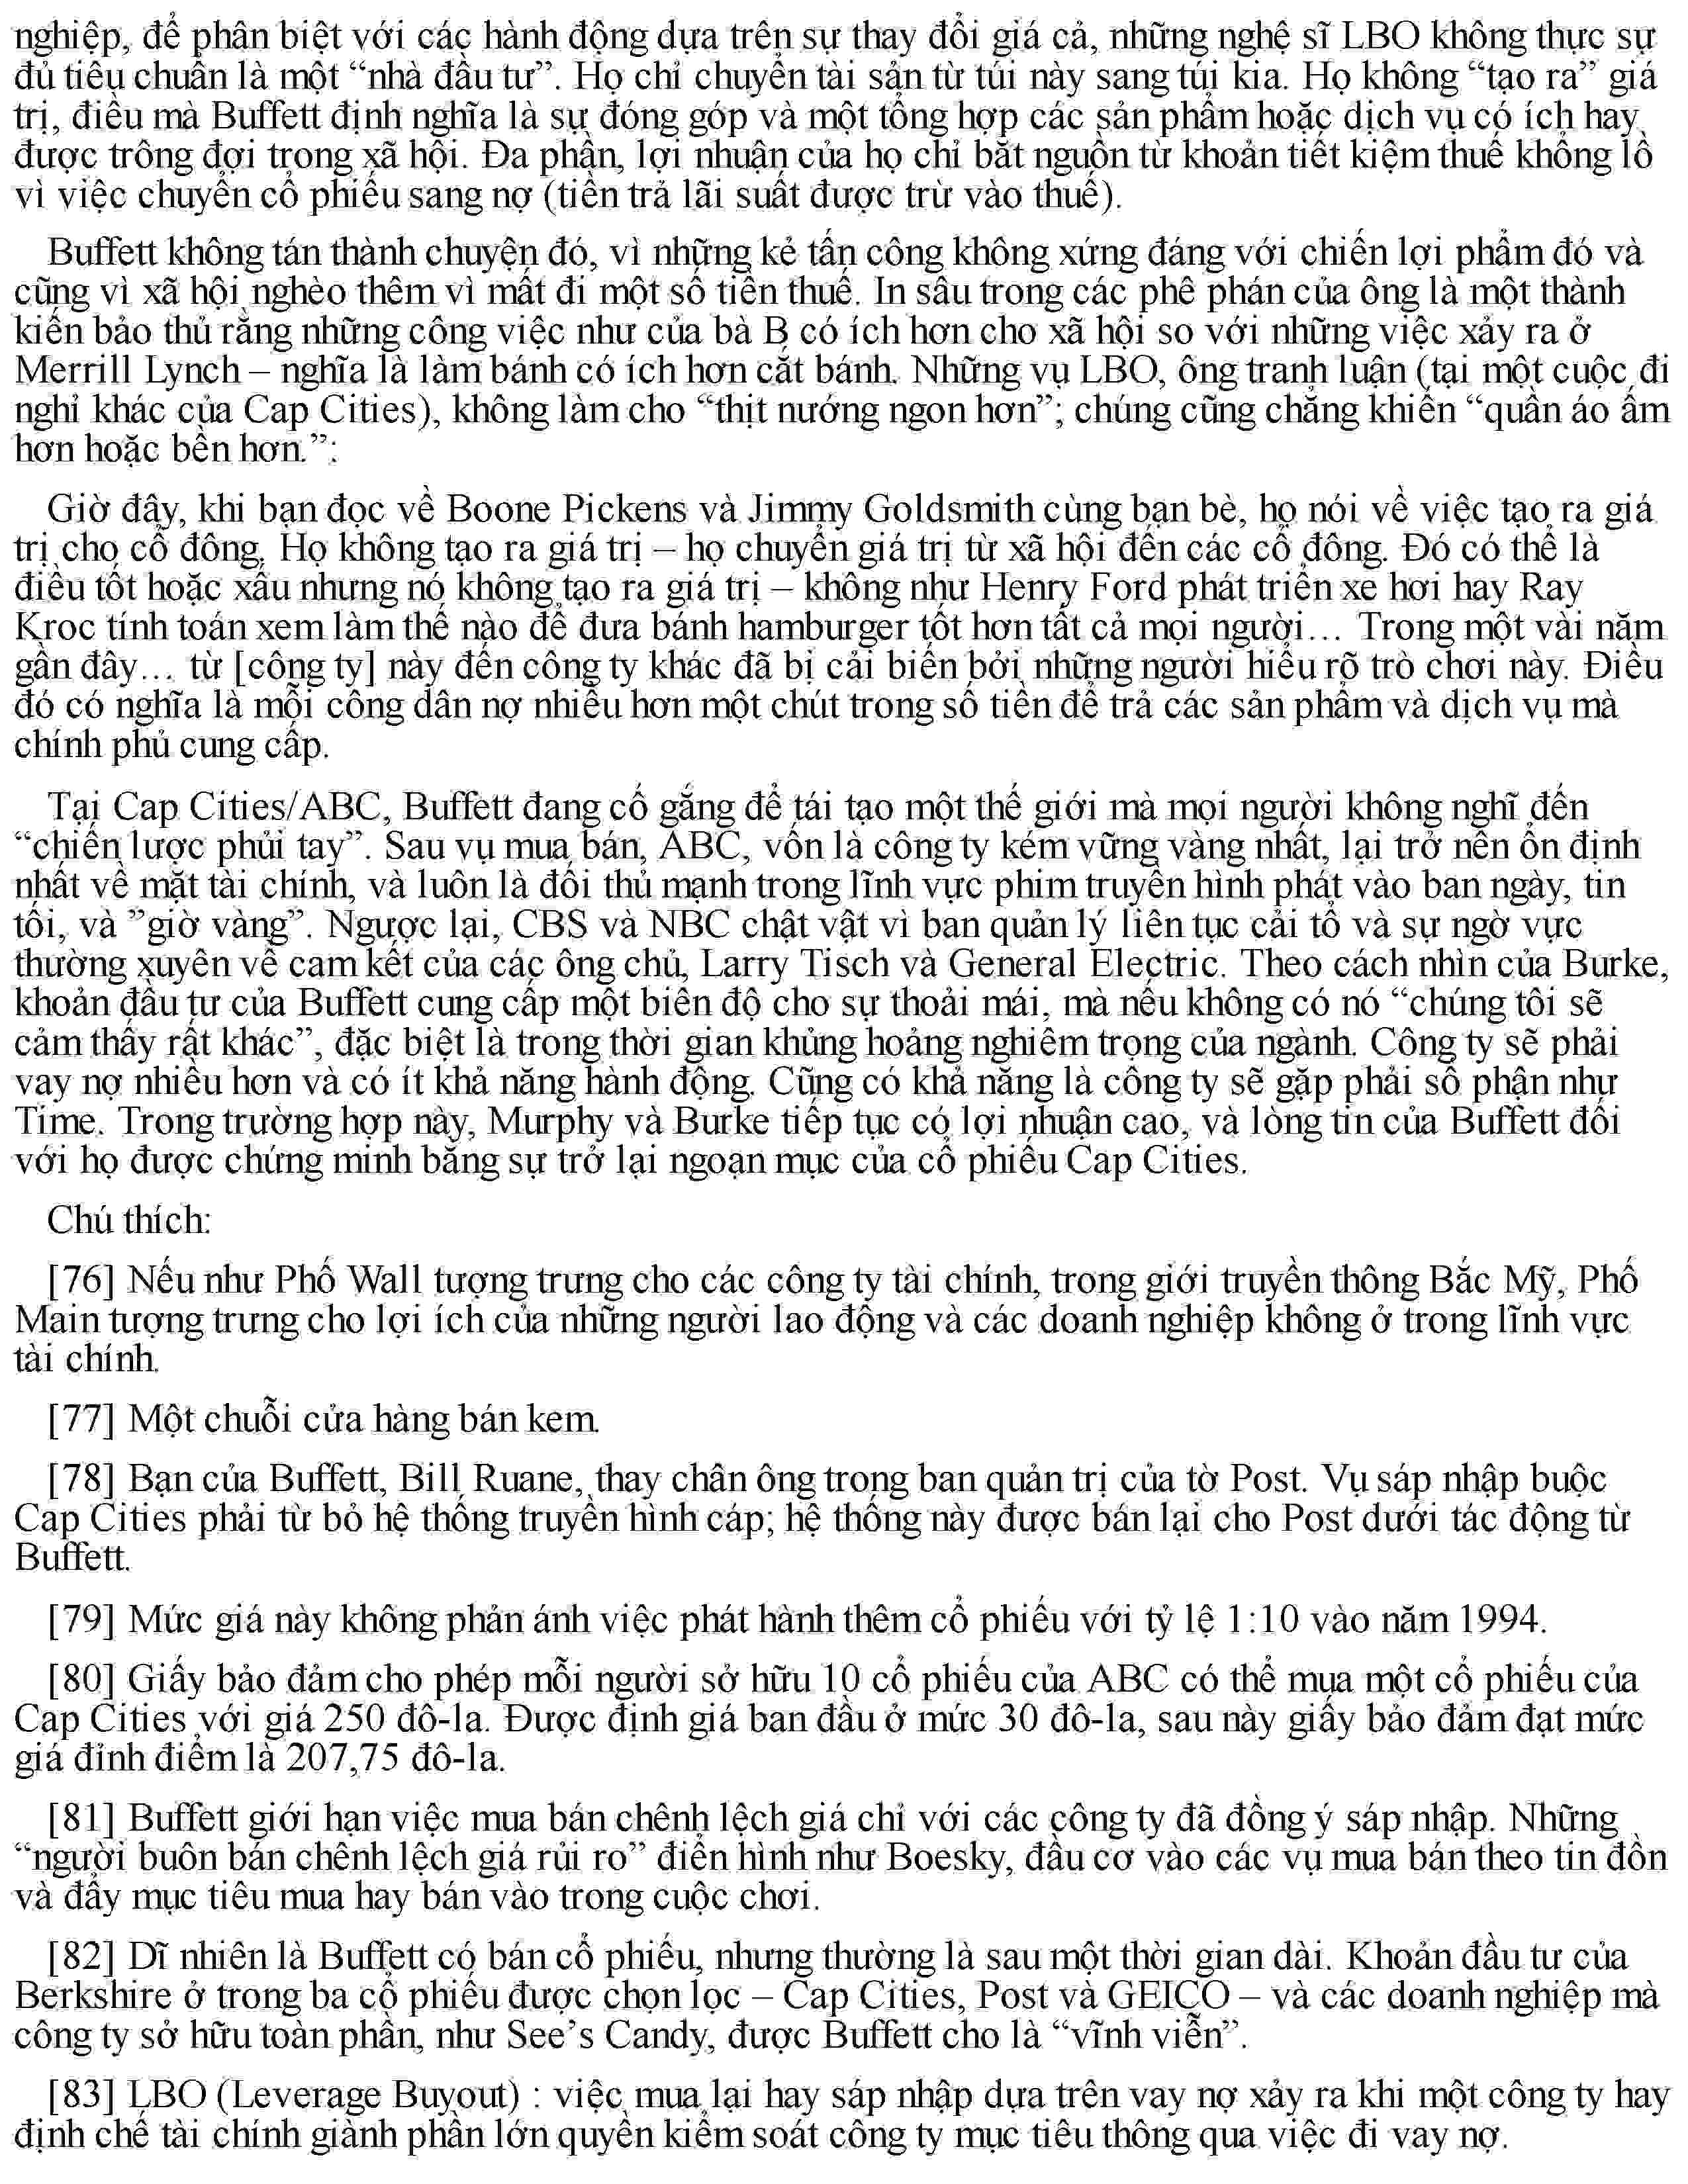 nghiệp, để phân biệt với các hành động dựa trên sự thay đổi giá cả, những nghệ sĩ LBO không thực sự
đủ tiêu chuẩn là một “nhà đầu tư”. Họ chỉ chuyển tài sản từ túi này sang túi kia. Họ không “tạo ra” giá
trị, điều mà Buffett định nghĩa là sự đóng góp và một tổng hợp các sản phẩm hoặc dịch vụ có ích hay
được trông đợi trong xã hội. Đa phần, lợi nhuận của họ chỉ bắt nguồn từ khoản tiết kiệm thuế khổng lồ
vì việc chuyển cổ phiếu sang nợ (tiền trả lãi suất được trừ vào thuế).
Buffett không tán thành chuyện đó, vì những kẻ tấn công không xứng đáng với chiến lợi phẩm đó và
cũng vì xã hội nghèo thêm vì mất đi một số tiền thuế. In sâu trong các phê phán của ông là một thành
kiến bảo thủ rằng những công việc như của bà B có ích hơn cho xã hội so với những việc xảy ra ở
Merrill Lynch – nghĩa là làm bánh có ích hơn cắt bánh. Những vụ LBO, ông tranh luận (tại một cuộc đi
nghỉ khác của Cap Cities), không làm cho “thịt nướng ngon hơn”; chúng cũng chẳng khiến “quần áo ấm
hơn hoặc bền hơn.”:
Giờ đây, khi bạn đọc về Boone Pickens và Jimmy Goldsmith cùng bạn bè, họ nói về việc tạo ra giá
trị cho cổ đông. Họ không tạo ra giá trị – họ chuyển giá trị từ xã hội đến các cổ đông. Đó có thể là
điều tốt hoặc xấu nhưng nó không tạo ra giá trị – không như Henry Ford phát triển xe hơi hay Ray
Kroc tính toán xem làm thế nào để đưa bánh hamburger tốt hơn tất cả mọi người… Trong một vài năm
gần đây… từ [công ty] này đến công ty khác đã bị cải biến bởi những người hiểu rõ trò chơi này. Điều
đó có nghĩa là mỗi công dân nợ nhiều hơn một chút trong số tiền để trả các sản phẩm và dịch vụ mà
chính phủ cung cấp.
Tại Cap Cities/ABC, Buffett đang cố gắng để tái tạo một thế giới mà mọi người không nghĩ đến
“chiến lược phủi tay”. Sau vụ mua bán, ABC, vốn là công ty kém vững vàng nhất, lại trở nên ổn định
nhất về mặt tài chính, và luôn là đối thủ mạnh trong lĩnh vực phim truyền hình phát vào ban ngày, tin
tối, và ”giờ vàng”. Ngược lại, CBS và NBC chật vật vì ban quản lý liên tục cải tổ và sự ngờ vực
thường xuyên về cam kết của các ông chủ, Larry Tisch và General Electric. Theo cách nhìn của Burke,
khoản đầu tư của Buffett cung cấp một biên độ cho sự thoải mái, mà nếu không có nó “chúng tôi sẽ
cảm thấy rất khác”, đặc biệt là trong thời gian khủng hoảng nghiêm trọng của ngành. Công ty sẽ phải
vay nợ nhiều hơn và có ít khả năng hành động. Cũng có khả năng là công ty sẽ gặp phải số phận như
Time. Trong trường hợp này, Murphy và Burke tiếp tục có lợi nhuận cao, và lòng tin của Buffett đối
với họ được chứng minh bằng sự trở lại ngoạn mục của cổ phiếu Cap Cities.
Chú thích:
[76] Nếu như Phố Wall tượng trưng cho các công ty tài chính, trong giới truyền thông Bắc Mỹ, Phố
Main tượng trưng cho lợi ích của những người lao động và các doanh nghiệp không ở trong lĩnh vực
tài chính.
[77] Một chuỗi cửa hàng bán kem.
[78] Bạn của Buffett, Bill Ruane, thay chân ông trong ban quản trị của tờ Post. Vụ sáp nhập buộc
Cap Cities phải từ bỏ hệ thống truyền hình cáp; hệ thống này được bán lại cho Post dưới tác động từ
Buffett.
[79] Mức giá này không phản ánh việc phát hành thêm cổ phiếu với tỷ lệ 1:10 vào năm 1994.
[80] Giấy bảo đảm cho phép mỗi người sở hữu 10 cổ phiếu của ABC có thể mua một cổ phiếu của
Cap Cities với giá 250 đô-la. Được định giá ban đầu ở mức 30 đô-la, sau này giấy bảo đảm đạt mức
giá đỉnh điểm là 207,75 đô-la.
[81] Buffett giới hạn việc mua bán chênh lệch giá chỉ với các công ty đã đồng ý sáp nhập. Những
“người buôn bán chênh lệch giá rủi ro” điển hình như Boesky, đầu cơ vào các vụ mua bán theo tin đồn
và đẩy mục tiêu mua hay bán vào trong cuộc chơi.
[82] Dĩ nhiên là Buffett có bán cổ phiếu, nhưng thường là sau một thời gian dài. Khoản đầu tư của
Berkshire ở trong ba cổ phiếu được chọn lọc – Cap Cities, Post và GEICO – và các doanh nghiệp mà
công ty sở hữu toàn phần, như See’s Candy, được Buffett cho là “vĩnh viễn”.
[83] LBO (Leverage Buyout) : việc mua lại hay sáp nhập dựa trên vay nợ xảy ra khi một công ty hay
định chế tài chính giành phần lớn quyền kiểm soát công ty mục tiêu thông qua việc đi vay nợ.